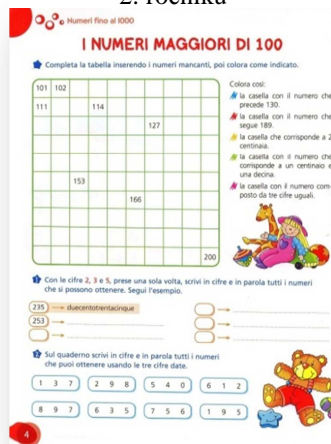 2. ročníku
Numeri fino al 1000
I NUMERI MAGGIORI DI 100
Completa la tabella inserendo i numeri mancanti, poi colora come indicato.
101 102
111 114
127
153
166
200
Colora così:
la casella con il numero che
precede 130.
la casella con il numero che
segue 189.
la casella che corrisponde a 2
centinaia.
la casella con il numero che
corrisponde a un centinaio e
una decina.
la casella con il numero com-
posto da tre cifre uguali.
1 Con le cifre 2, 3 e 5, prese una sola volta, scrivi in cifre e in parola tutti i numeri
che si possono ottenere. Segui l'esempio.
235 duecentotrentacinque
253
2 Sul quaderno scrivi in cifre e in parola tutti i numeri
che puoi ottenere usando le tre cifre date.
1 3 7 2 9 8 5 4 0 6 1 2
8 9 7 6 3 5 7 5 6 1 9 5
4